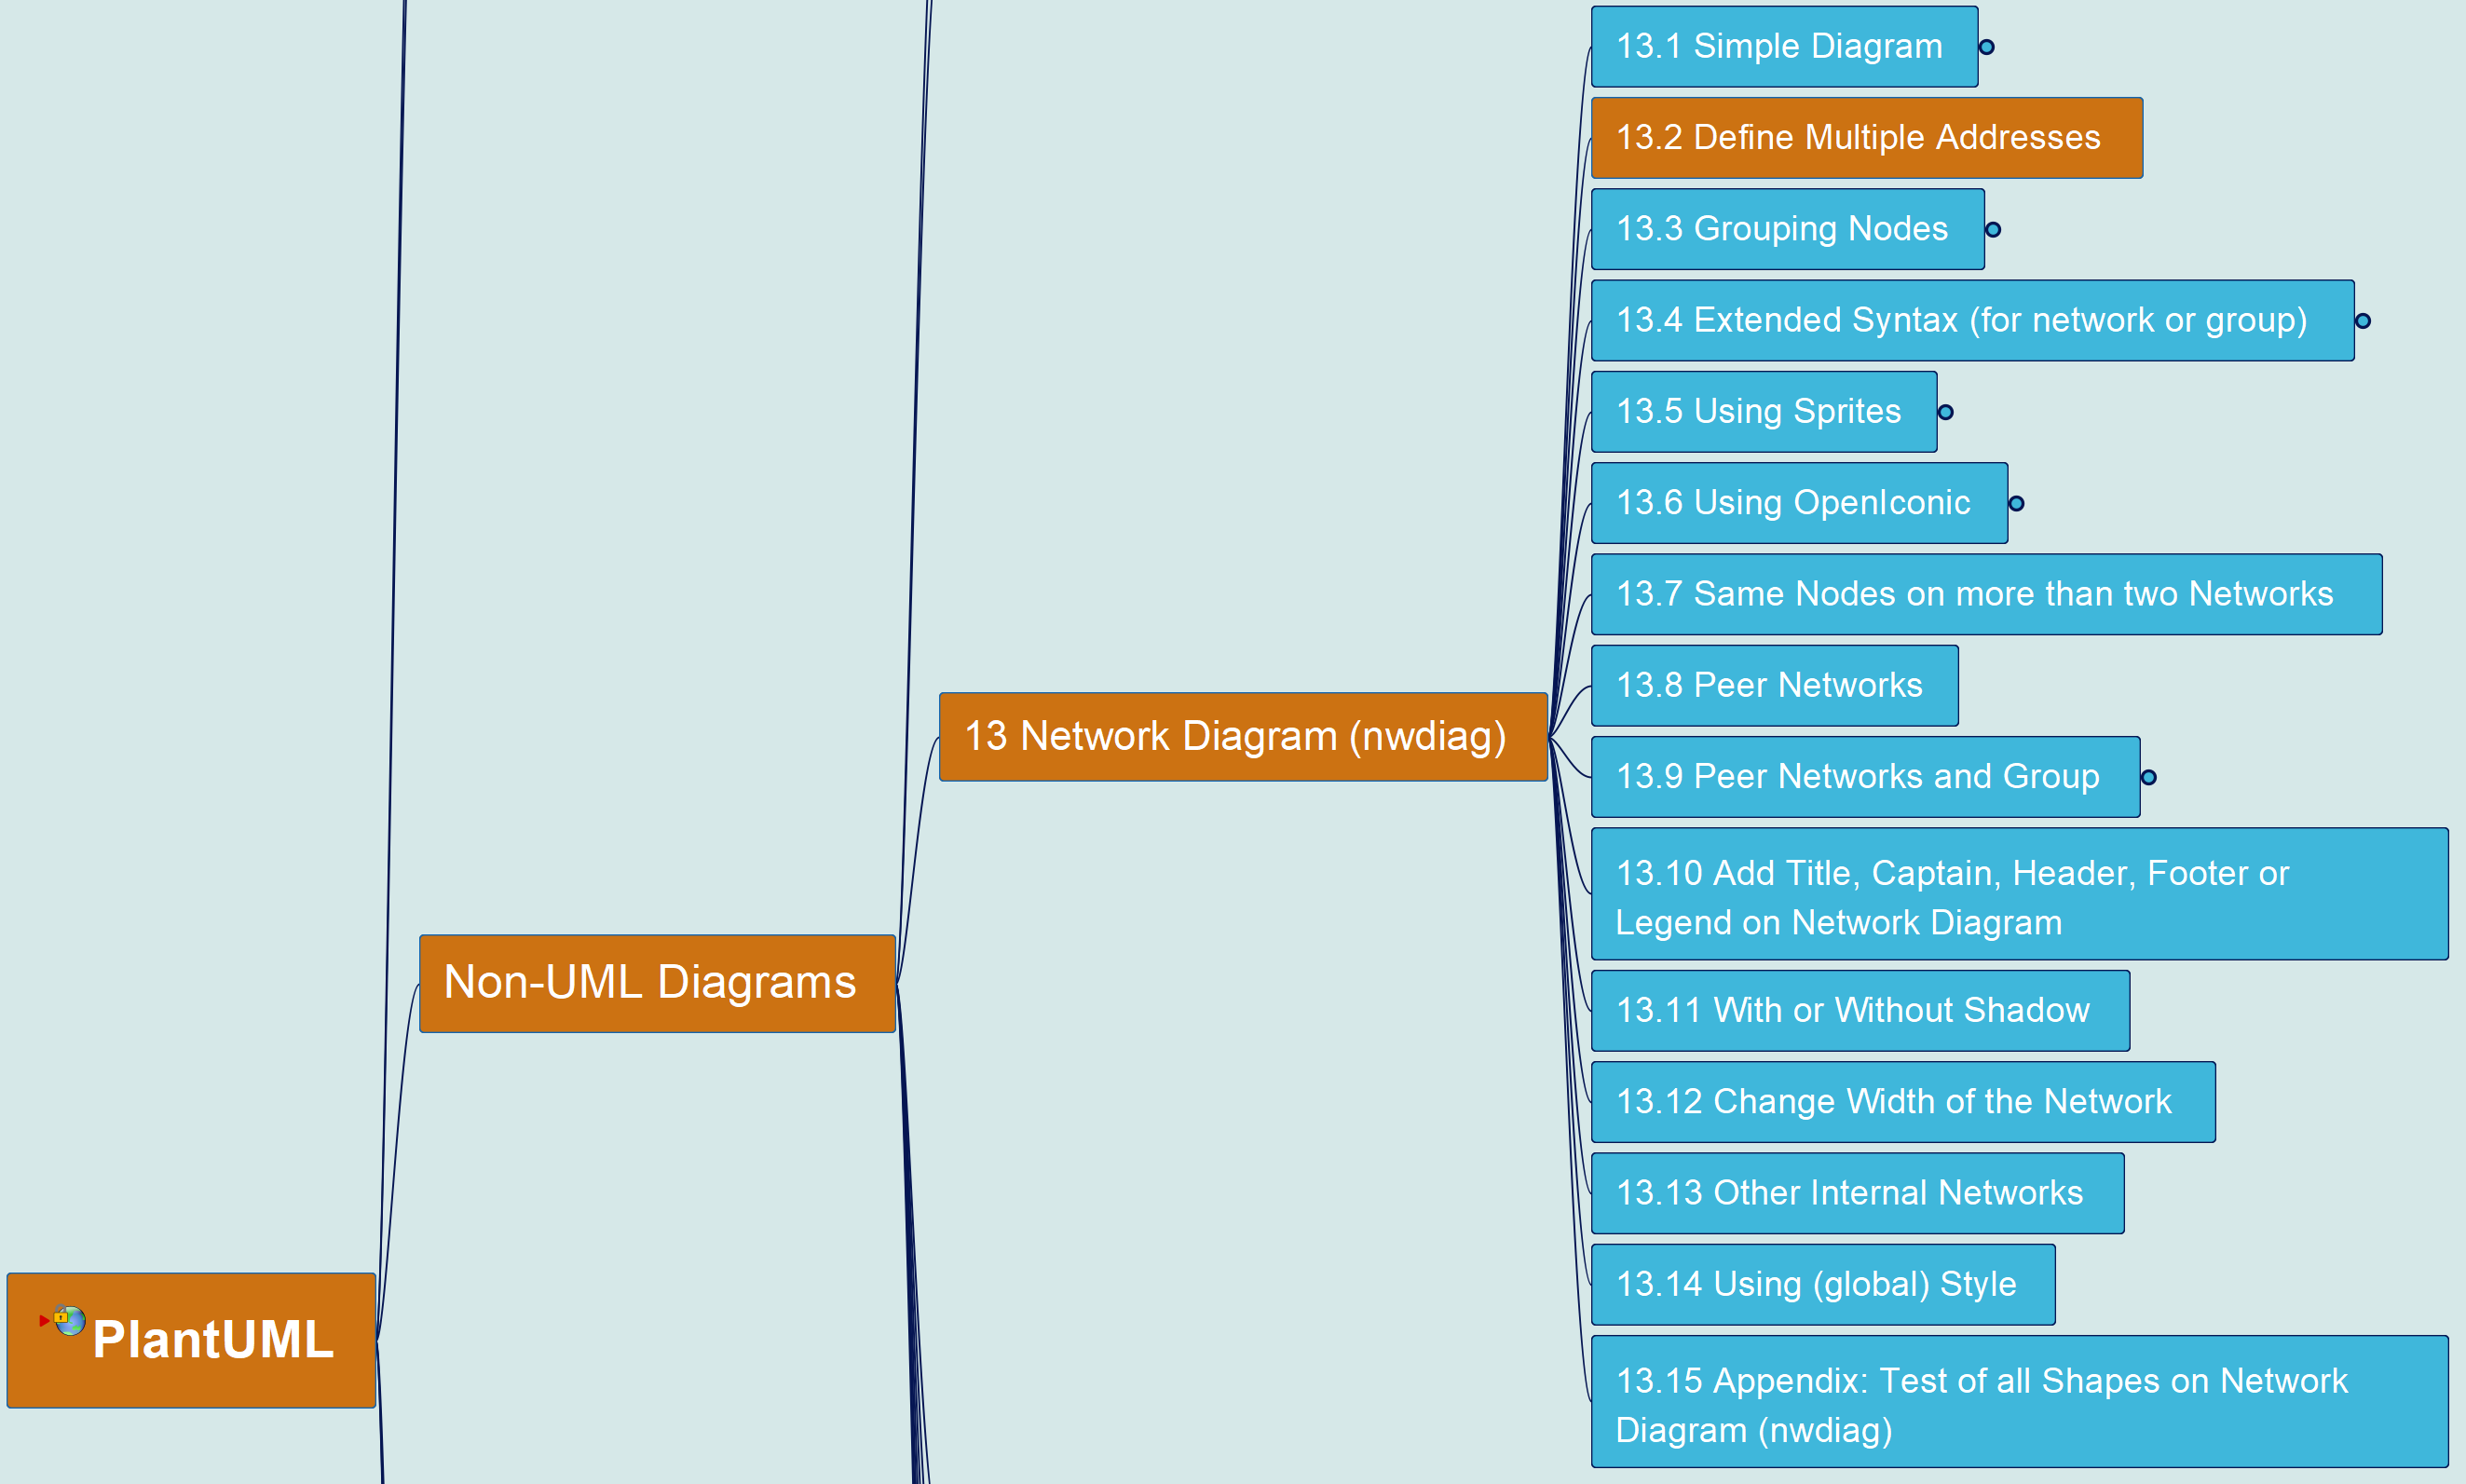 13.1 Simple Diagram
13.2 Define Multiple Addresses
13.3 Grouping Nodes
13.4 Extended Syntax (for network or group)
13.5 Using Sprites
13.6 Using OpenIconic
13.7 Same Nodes on more than two Networks
13.8 Peer Networks
13 Network Diagram (nwdiag)
13.9 Peer Networks and Group
13.10 Add Title, Captain, Header, Footer or
Legend on Network Diagram
Non-UML Diagrams
13.11 With or Without Shadow
13.12 Change Width of the Network
13.13 Other Internal Networks
13.14 Using (global) Style
PlantUML
13.15 Appendix: Test of all Shapes on Network
Diagram (nwdiag)